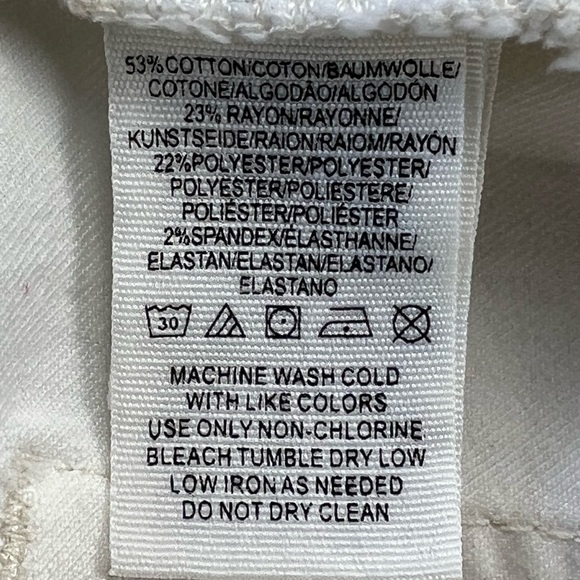 53% COTTON/COTON/BAUMWOLLE/
COTONE/ALGODÃO/ALGODÓN
23% RAYON/RAYONNE/
KUNSTSEIDE/RAION/RAIOM/RAYÓN
22%POLYESTER/POLYESTER/
POLYESTER/POLIESTERE/
POLIÉSTER/POLIÉSTER
2%SPANDEX/ÉLASTHANNE/
ELASTAN/ELASTAN/ELASTANO/
ELASTANO
30
MACHINE WASH COLD
WITH LIKE COLORS
USE ONLY NON-CHLORINE
BLEACH TUMBLE DRY LOW
LOW IRON AS NEEDED
DO NOT DRY CLEAN